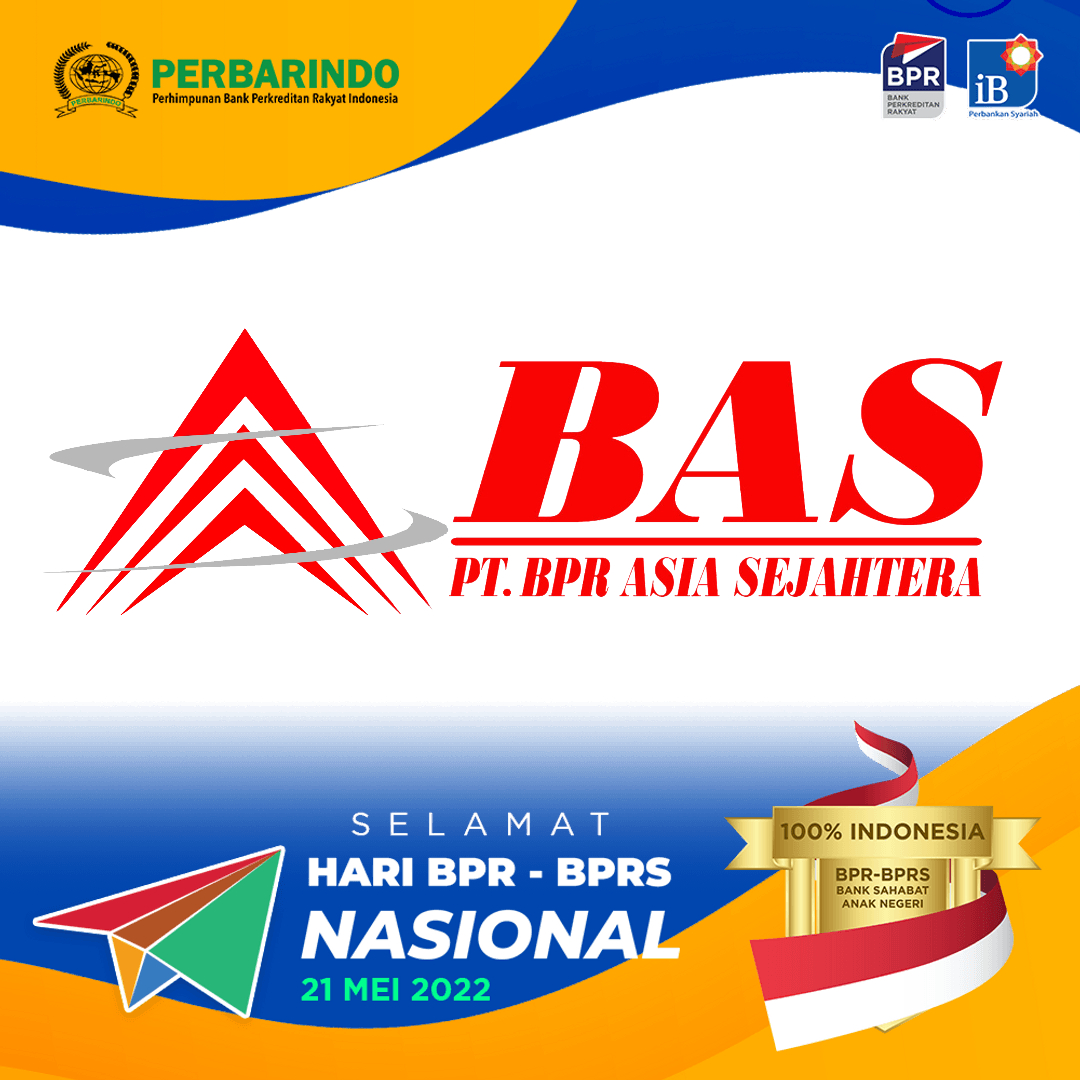 PERBARINDO
PERBARINDO
Perhimpunan Bank Perkreditan Rakyat Indonesia
BPR
BANK
PERKREDITAN
RAKYAT
iB
Perbankan Syariah
BAS
PT. BPR ASIA SEJAHTERA
SELAMAT
HARI BPR - BPRS
NASIONAL
21 MEI 2022
100% INDONESIA
BPR-BPRS
BANK SAHABAT
ANAK NEGERI